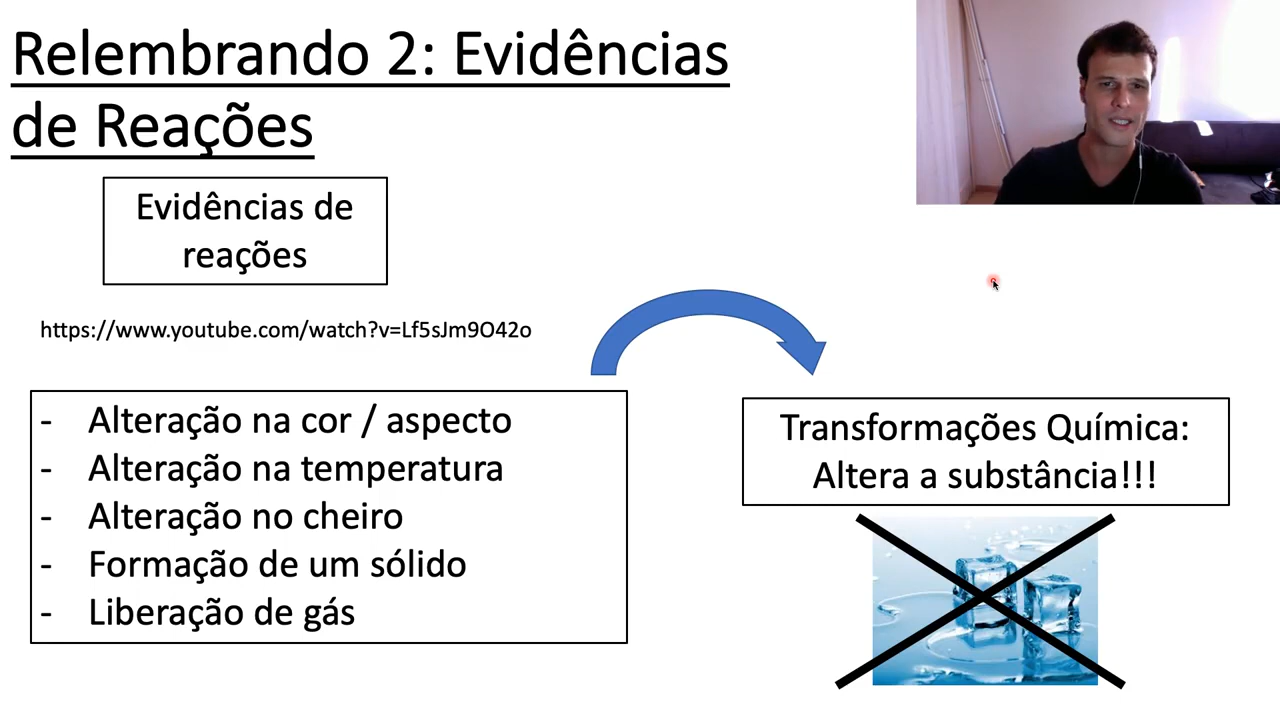 Relembrando 2: Evidências
de Reações
Evidências de
reações
https://www.youtube.com/watch?v=Lf5sJm9O42o
- Alteração na cor / aspecto
- Alteração na temperatura
- Alteração no cheiro
- Formação de um sólido
- Liberação de gás
Transformações Química:
Altera a substância!!!